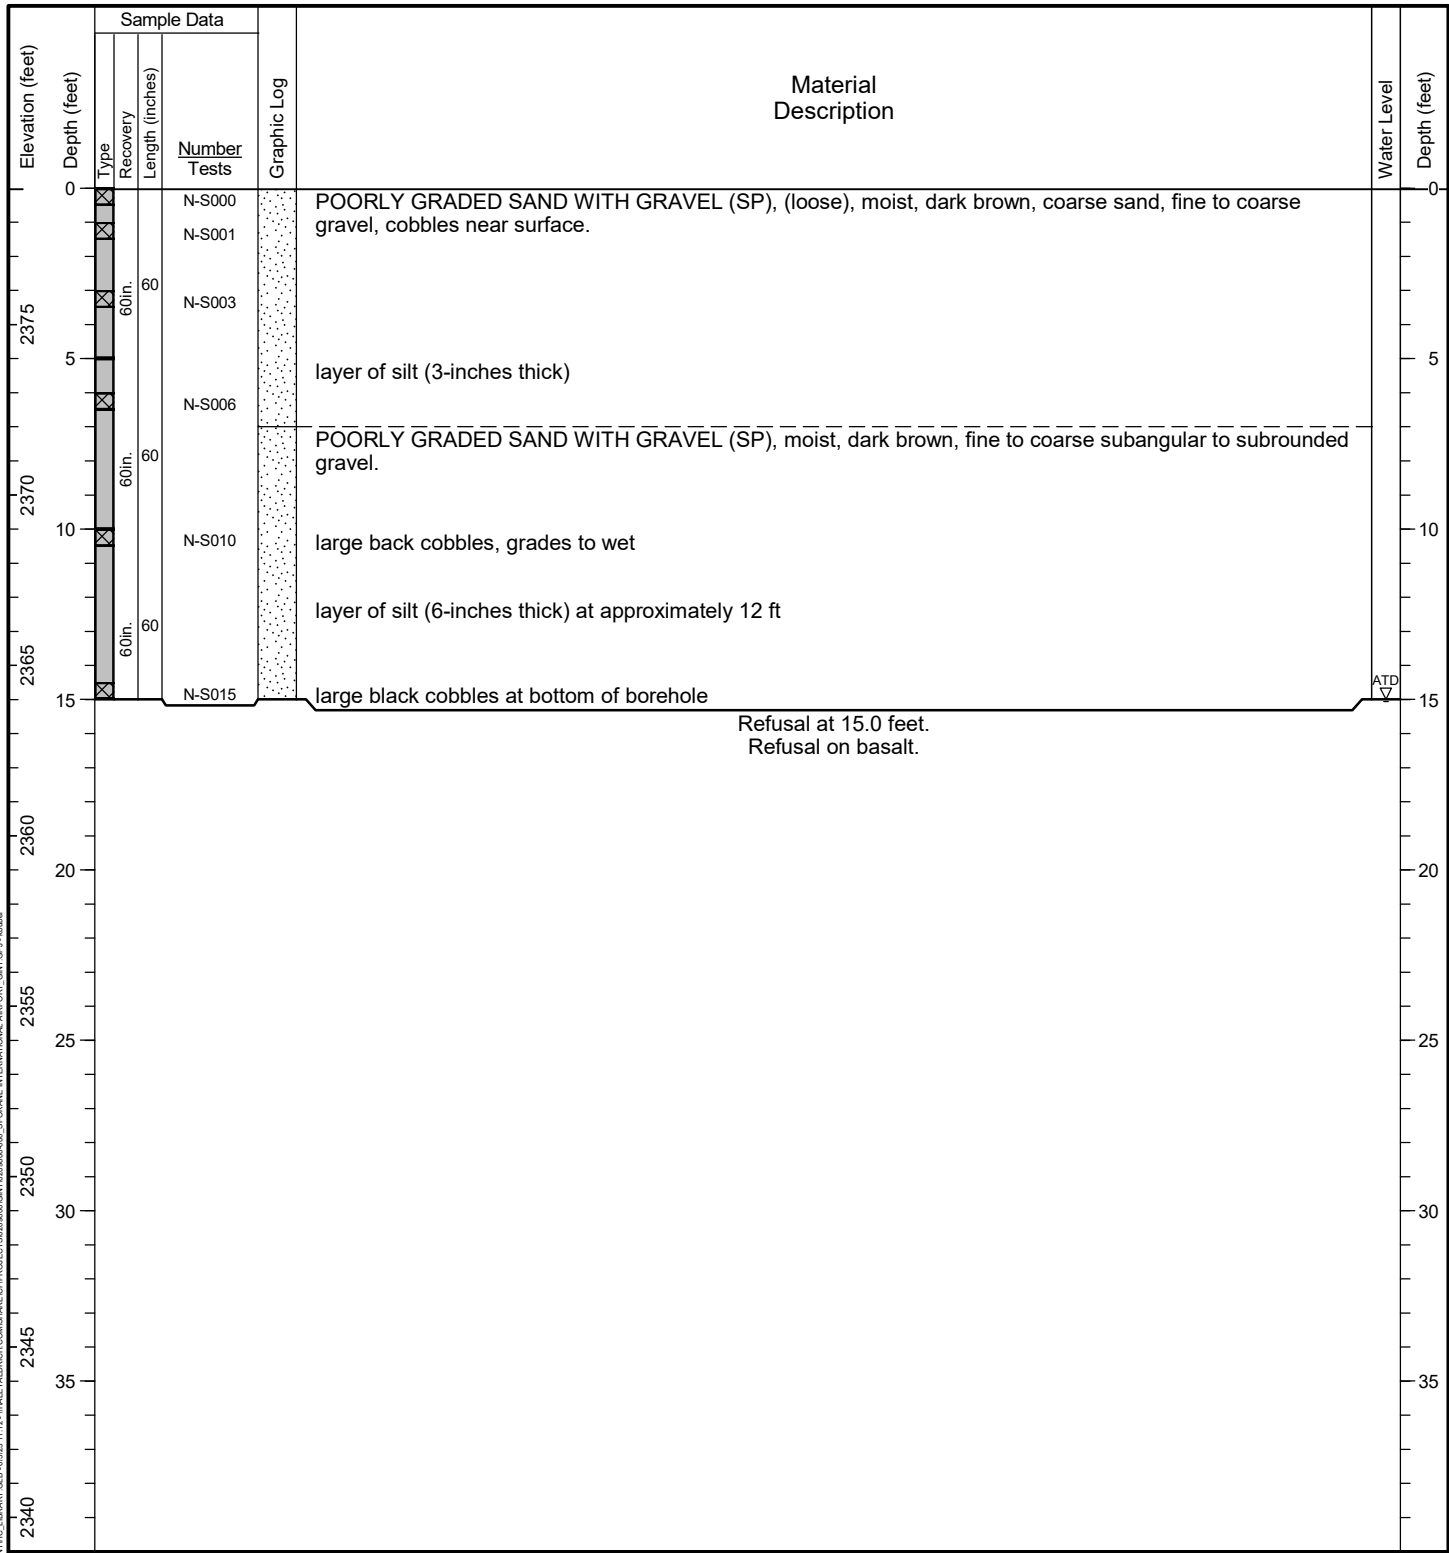 Sample Data
Elevation (feet)
Depth (feet)
Type
Recovery
Length (inches)
Number
Tests
Graphic Log
Material
Description
Water Level
Depth (feet)
0
N-S000
POORLY GRADED SAND WITH GRAVEL (SP), (loose), moist, dark brown, coarse sand, fine to coarse
gravel, cobbles near surface.
0
N-S001
60in.
60
N-S003
2375
5
layer of silt (3-inches thick)
5
N-S006
POORLY GRADED SAND WITH GRAVEL (SP), moist, dark brown, fine to coarse subangular to subrounded
gravel.
60in.
60
2370
10
N-S010
large back cobbles, grades to wet
10
layer of silt (6-inches thick) at approximately 12 ft
60in.
60
2365
ATD
15
N-S015
large black cobbles at bottom of borehole
15
Refusal at 15.0 feet.
Refusal on basalt.
2360
20
20
2355
25
25
2350
30
30
2345
35
35
2340